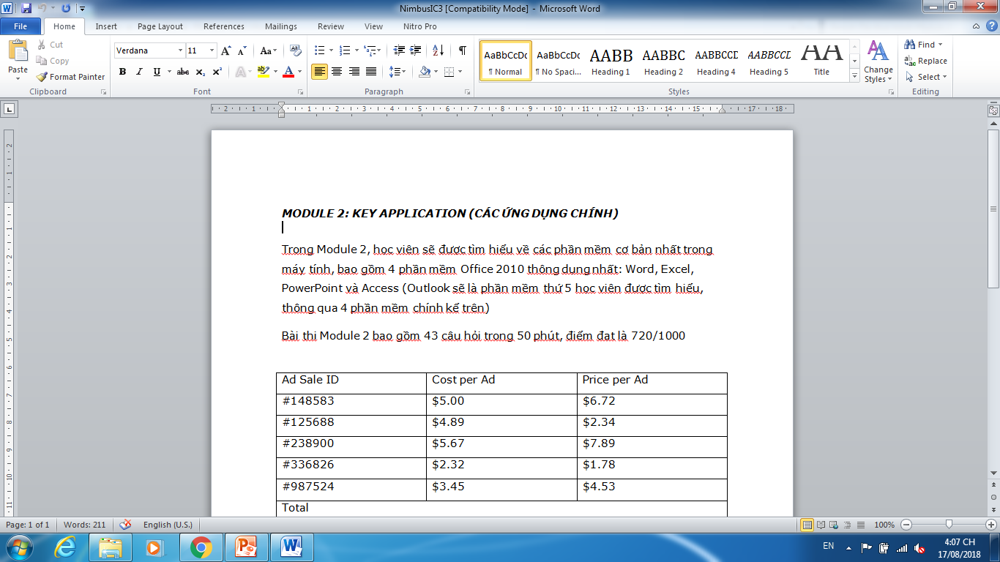 NimbusIC3 [Compatibility Mode] - Microsoft Word
File Home Insert Page Layout References Mailings Review View Nitro Pro
Paste
Cut
Copy
Format Painter
Clipboard
Verdana 11
Font
Paragraph
AaBbCcDc AaBbCcDc AABB AABBC AABBCCD AABBCCD AA
¶ Normal ¶ No Spaci... Heading 1 Heading 2 Heading 4 Heading 5 Title
Change
Styles
Styles
Find
Replace
Select
Editing
2 1 1 2 3 4 5 6 7 8 9 10 11 12 13 14 15 17 18
MODULE 2: KEY APPLICATION (CÁC ỨNG DỤNG CHÍNH)
Trong Module 2, học viên sẽ được tìm hiểu về các phần mềm cơ bản nhất trong
máy tính, bao gồm 4 phần mềm Office 2010 thông dụng nhất: Word, Excel,
PowerPoint và Access (Outlook sẽ là phần mềm thứ 5 học viên được tìm hiểu,
thông qua 4 phần mềm chính kể trên)
Bài thi Module 2 bao gồm 43 câu hỏi trong 50 phút, điểm đạt là 720/1000
Ad Sale ID Cost per Ad Price per Ad
#148583 $5.00 $6.72
#125688 $4.89 $2.34
#238900 $5.67 $7.89
#336826 $2.32 $1.78
#987524 $3.45 $4.53
Total
Page: 1 of 1 Words: 211 English (U.S.) 100%
EN 4:07 CH
17/08/2018